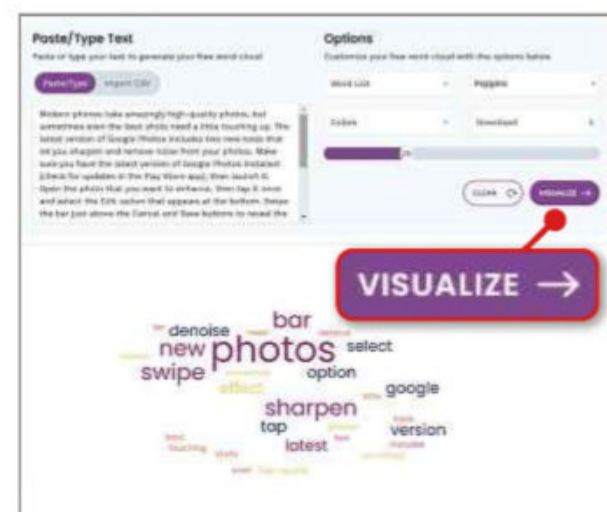 Paste/Type Text
Paste or type your text to generate your free word cloud
Paste/Type
Import CSV
Modern phones take amazingly high-quality photos, but
sometimes even the best shots need a little touching up. The
latest version of Google Photos includes two new tools that
let you sharpen and remove noise from your photos. Make
sure you have the latest version of Google Photos installed
(check for updates in the Play Store app), then launch it.
Open the photo that you want to enhance, then tap it once
and select the Edit option that appears at the bottom. Swipe
the bar just above the Cancel and Save buttons to reveal the
Options
Customize your free word cloud with the options below
Word List
Poppins
Colors
Download
CLEAR
VISUALIZE
VISUALIZE
bar
denoise
new photos select
swipe option
effect
google
sharpen
tap version
latest
touching
includes